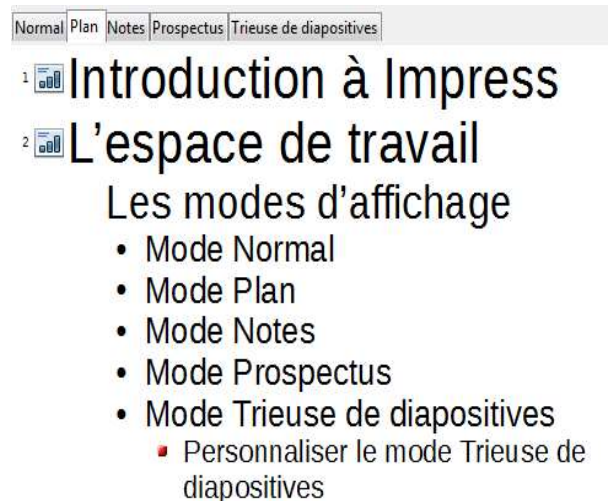 Normal Plan Notes Prospectus Trieuse de diapositives
1 Introduction à Impress
2 L’espace de travail
Les modes d’affichage
• Mode Normal
• Mode Plan
• Mode Notes
• Mode Prospectus
• Mode Trieuse de diapositives
Personnaliser le mode Trieuse de
diapositives